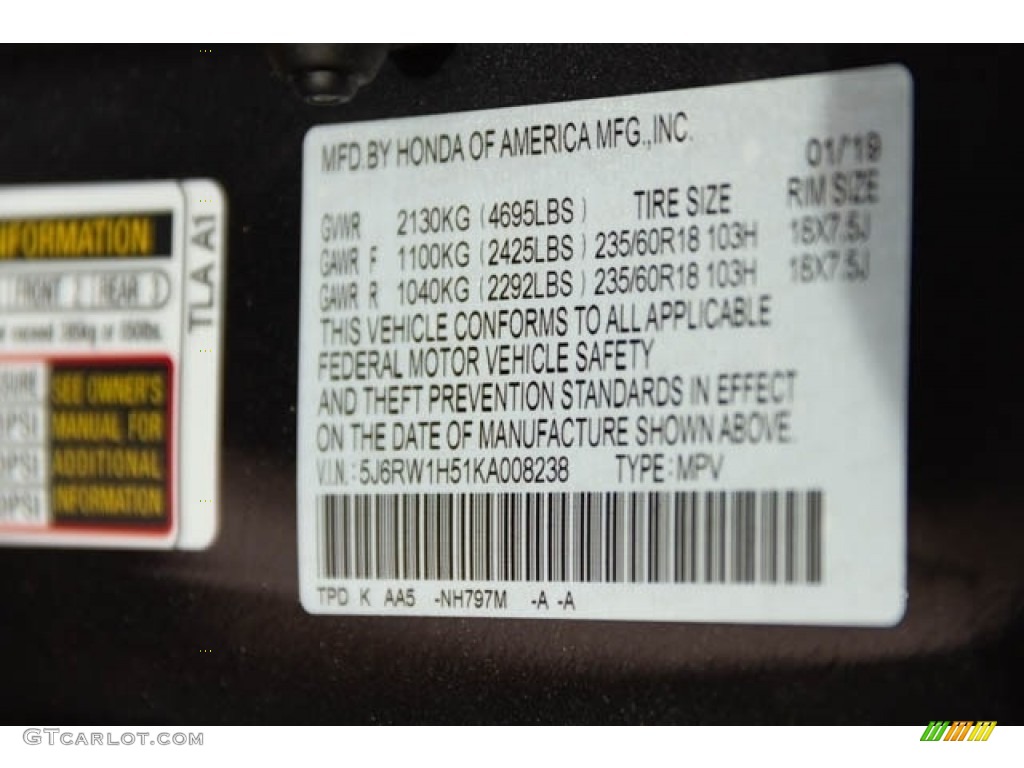 MFD.BY HONDA OF AMERICA MFG.,INC.
01/'19
GVWR 2130KG (4695LBS) TIRE SIZE RIM SIZE
GAWR F 1100KG (2425LBS) 235/60R18 103H 18X7.5J
GAWR R 1040KG (2292LBS) 235/60R18 103H 18X7.5J
THIS VEHICLE CONFORMS TO ALL APPLICABLE
FEDERAL MOTOR VEHICLE SAFETY
AND THEFT PREVENTION STANDARDS IN EFFECT
ON THE DATE OF MANUFACTURE SHOWN ABOVE.
V.I.N.: 5J6RW1H51KA008238 TYPE:MPV
TPD K AA5 -NH797M -A -A
TLA A1
NFORMATION
FRONT 2 REAR 3
SEE OWNER'S
MANUAL FOR
ADDITIONAL
INFORMATION
GTCARLOT.COM